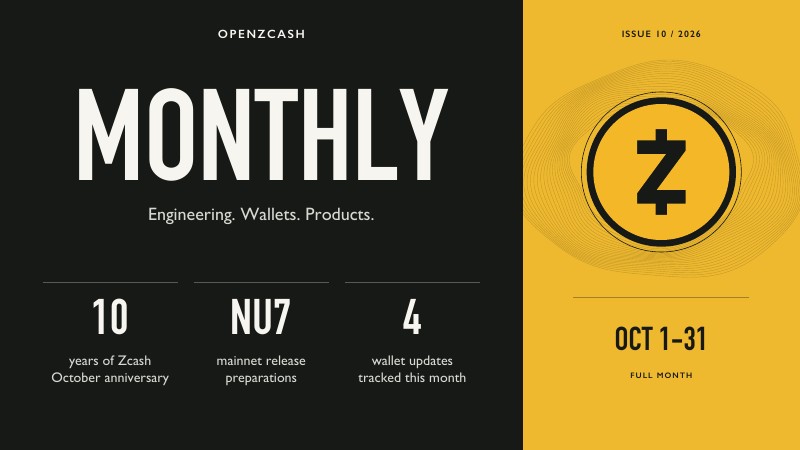 OPENZCASH
MONTHLY
Engineering. Wallets. Products.
10
years of Zcash
October anniversary
NU7
mainnet release
preparations
4
wallet updates
tracked this month
ISSUE 10 / 2026
OCT 1–31
FULL MONTH